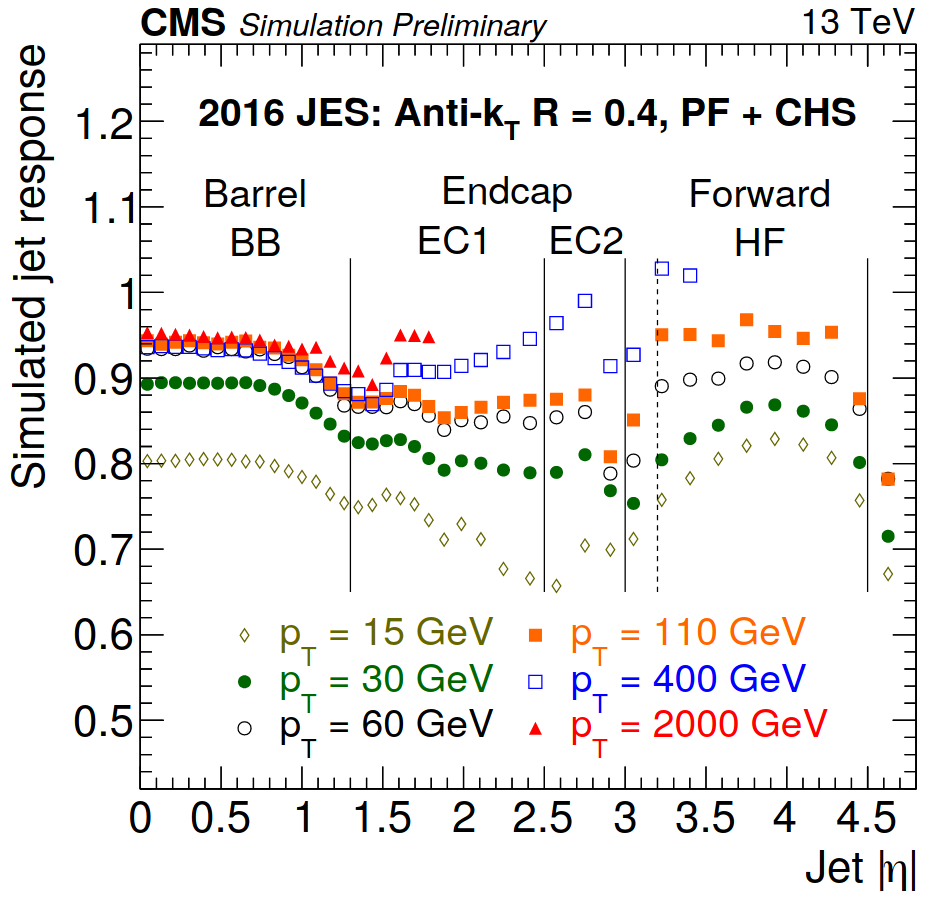 CMS Simulation Preliminary 13 TeV
2016 JES: Anti-kT R = 0.4, PF + CHS
Barrel Endcap Forward
BB EC1 EC2 HF
Simulated jet response
1.2
1.1
1
0.9
0.8
0.7
0.6
0.5
pT = 15 GeV pT = 110 GeV
pT = 30 GeV pT = 400 GeV
pT = 60 GeV pT = 2000 GeV
0 0.5 1 1.5 2 2.5 3 3.5 4 4.5
Jet |η|